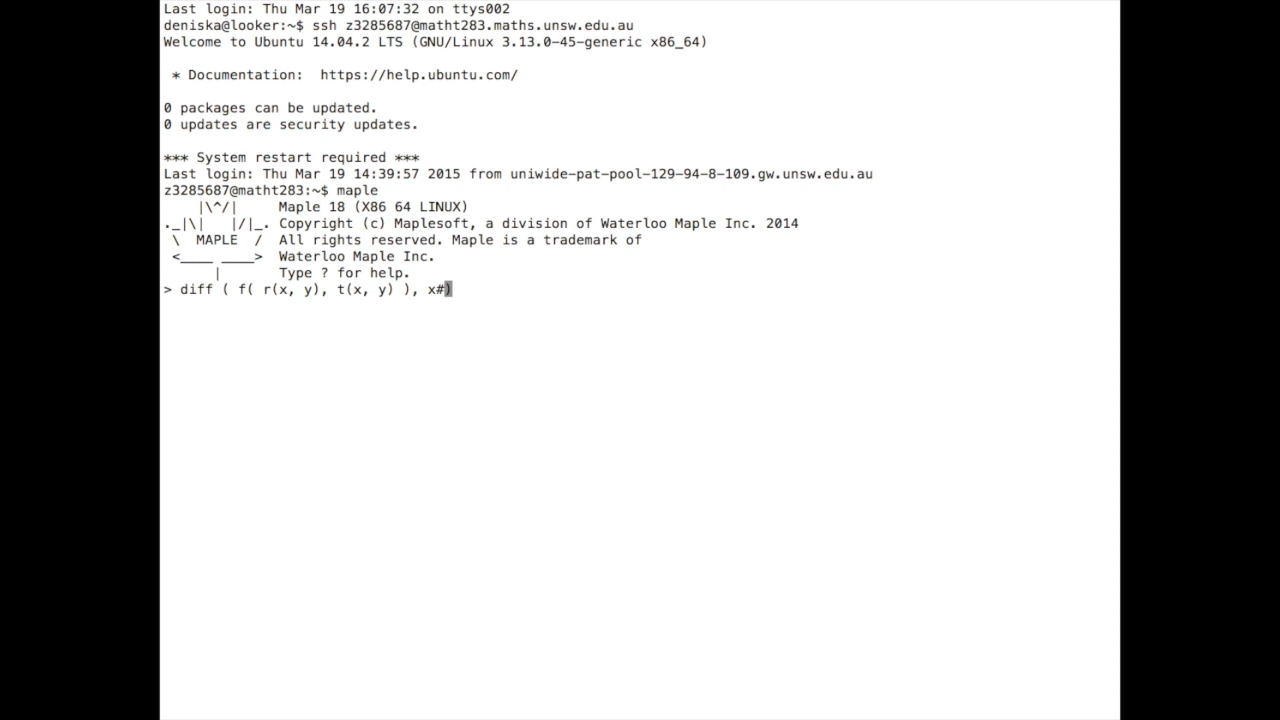 Last login: Thu Mar 19 16:07:32 on ttys002
deniska@looker:~$ ssh z3285687@matht283.maths.unsw.edu.au
Welcome to Ubuntu 14.04.2 LTS (GNU/Linux 3.13.0-45-generic x86_64)
* Documentation:  https://help.ubuntu.com/
0 packages can be updated.
0 updates are security updates.
*** System restart required ***
Last login: Thu Mar 19 14:39:57 2015 from uniwide-pat-pool-129-94-8-109.gw.unsw.edu.au
z3285687@matht283:~$ maple
    |\^/|     Maple 18 (X86 64 LINUX)
._|\|   |/|_. Copyright (c) Maplesoft, a division of Waterloo Maple Inc. 2014
 \  MAPLE  /  All rights reserved. Maple is a trademark of
 <____ ____>  Waterloo Maple Inc.
      |       Type ? for help.
> diff ( f( r(x, y), t(x, y) ), x#)